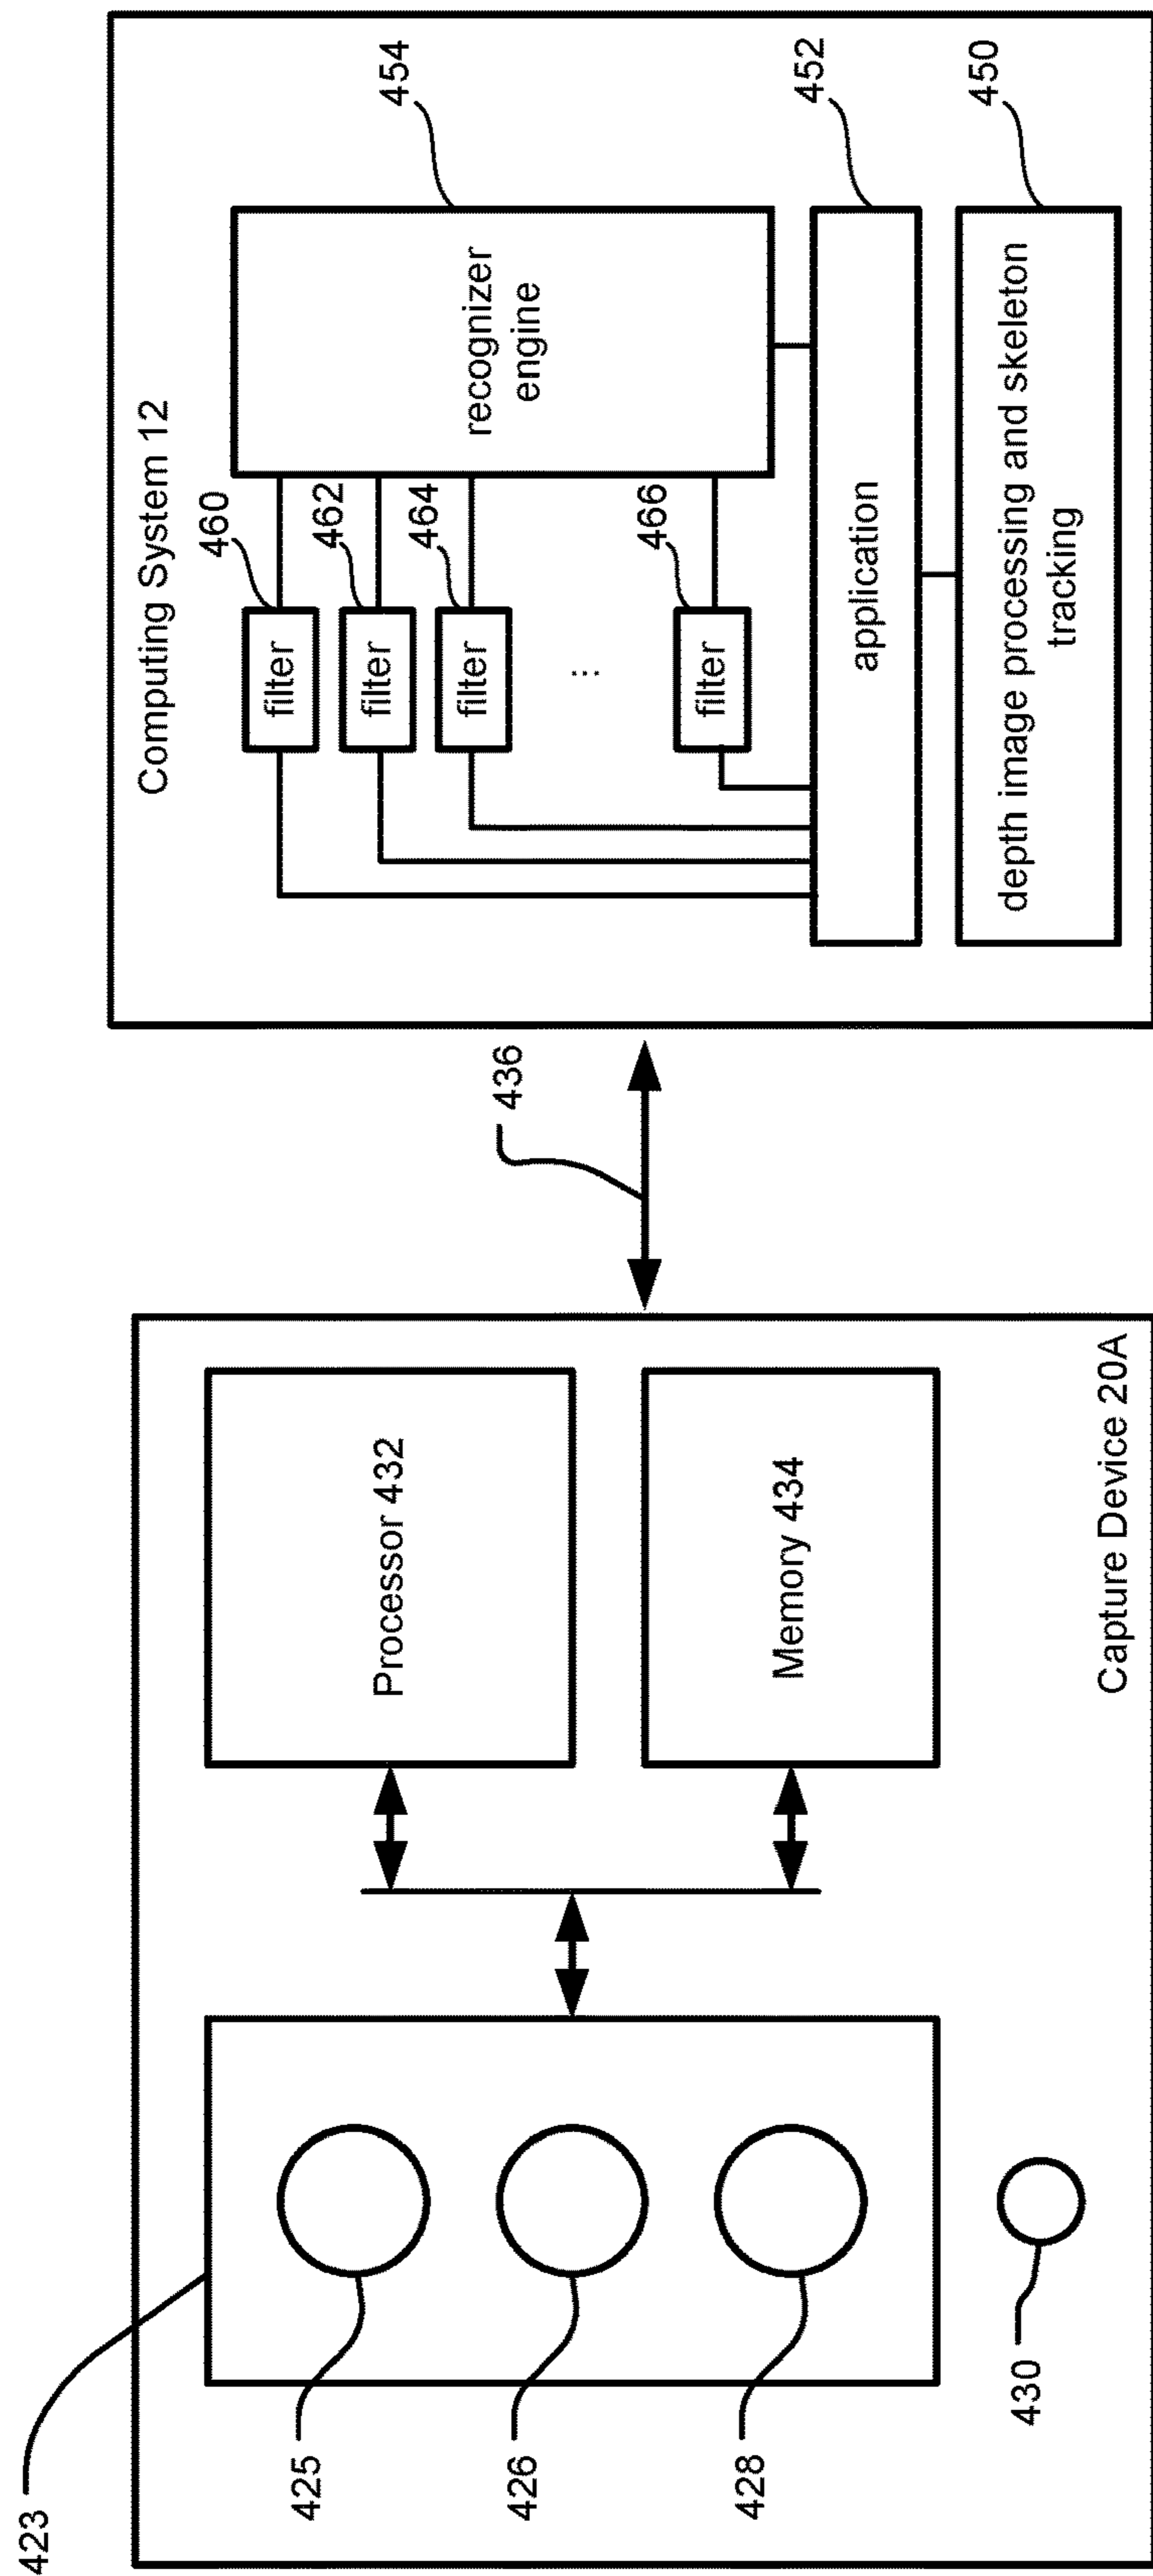 423
425
426
428
430
Processor 432
Memory 434
Capture Device 20A
436
Computing System 12
460
462
464
466
filter
filter
filter
...
filter
recognizer
engine
454
application
452
depth image processing and skeleton
tracking
450